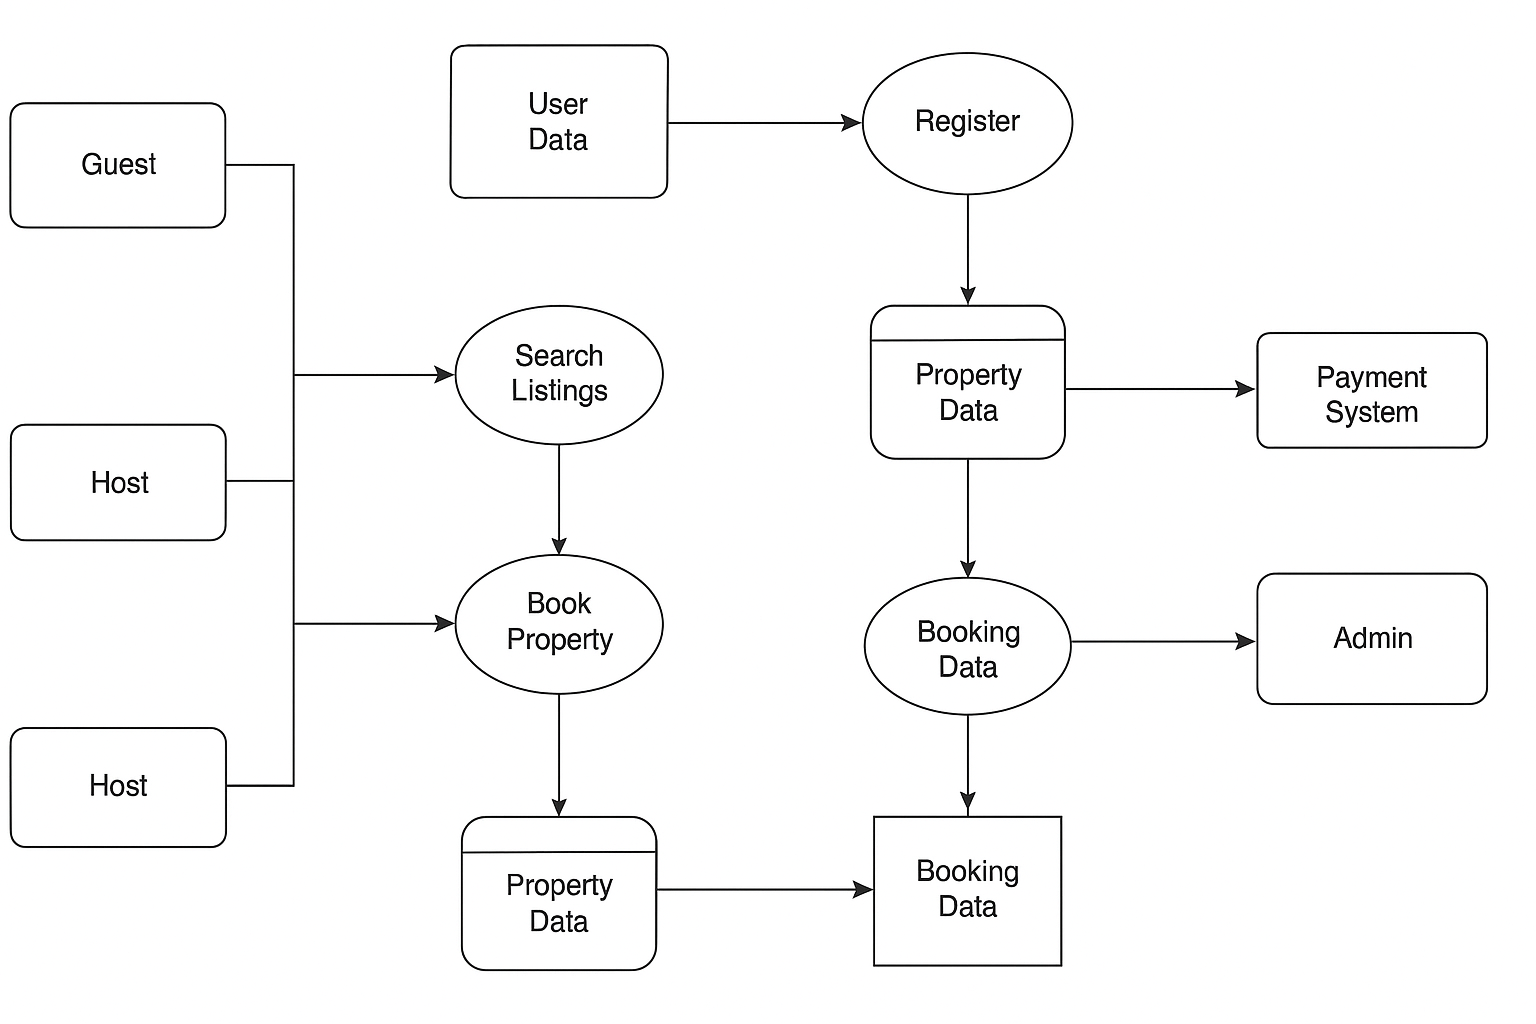 User
Data
Register
Guest
Search
Listings
Property
Data
Payment
System
Host
Book
Property
Booking
Data
Admin
Host
Property
Data
Booking
Data